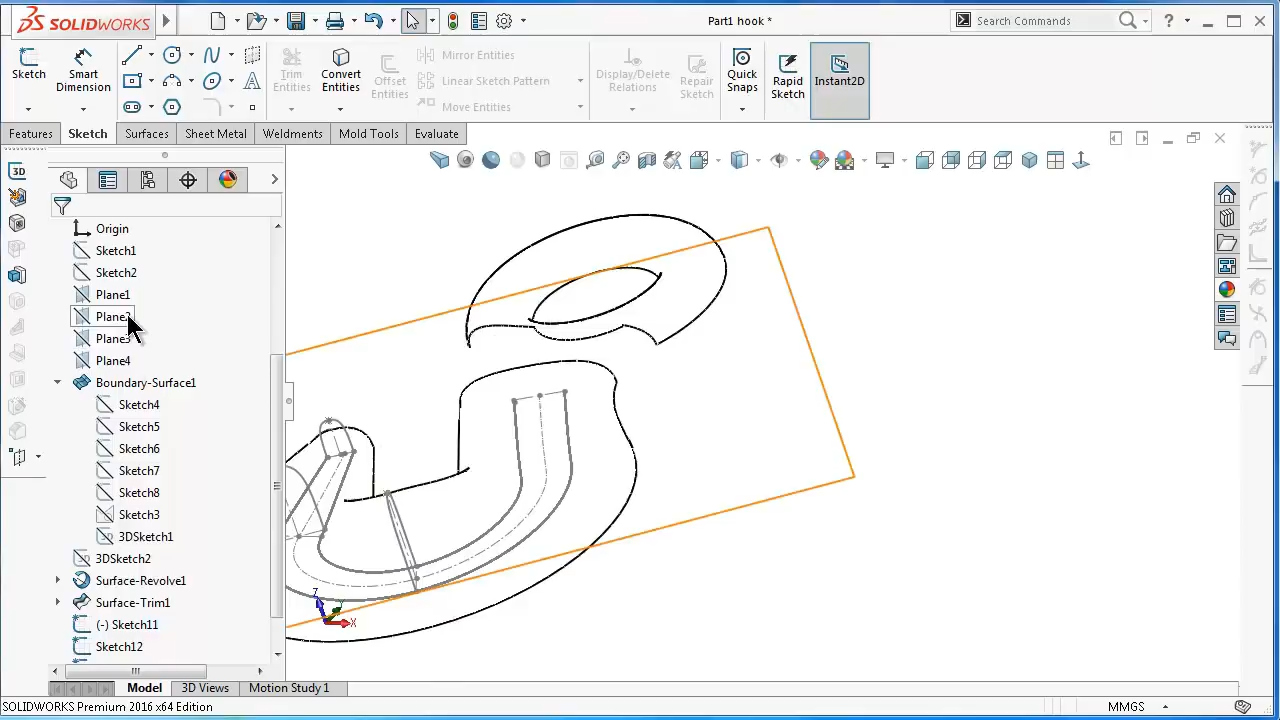 SOLIDWORKS
Part1 hook *
Search Commands
?
Sketch
Smart Dimension
Trim Entities
Convert Entities
Offset Entities
Mirror Entities
Linear Sketch Pattern
Move Entities
Display/Delete Relations
Repair Sketch
Quick Snaps
Rapid Sketch
Instant2D
Features
Sketch
Surfaces
Sheet Metal
Weldments
Mold Tools
Evaluate
3D
Origin
Sketch1
Sketch2
Plane1
Plane2
Plane3
Plane4
Boundary-Surface1
Sketch4
Sketch5
Sketch6
Sketch7
Sketch8
Sketch3
3DSketch1
3DSketch2
Surface-Revolve1
Surface-Trim1
(-) Sketch11
Sketch12
Z
Y
X
Model
3D Views
Motion Study 1
SOLIDWORKS Premium 2016 x64 Edition
MMGS